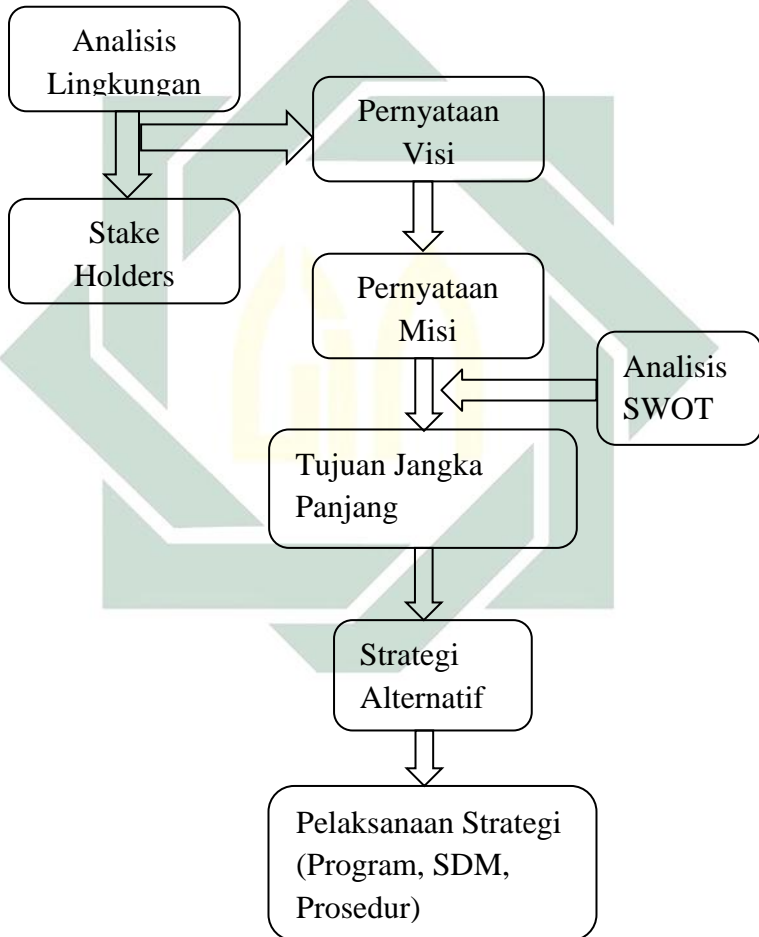 Analisis
Lingkungan
Pernyataan
Visi
Stake
Holders
Pernyataan
Misi
Analisis
SWOT
Tujuan Jangka
Panjang
Strategi
Alternatif
Pelaksanaan Strategi
(Program, SDM,
Prosedur)